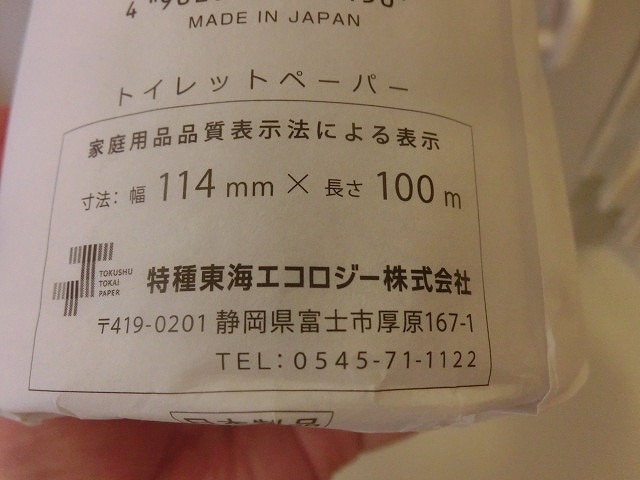 MADE IN JAPAN
トイレットペーパー
家庭用品品質表示法による表示
寸法: 幅 114 mm × 長さ 100 m
TOKUSHU
TOKAI
PAPER
特種東海エコロジー株式会社
〒419-0201 静岡県富士市厚原167-1
TEL: 0545-71-1122